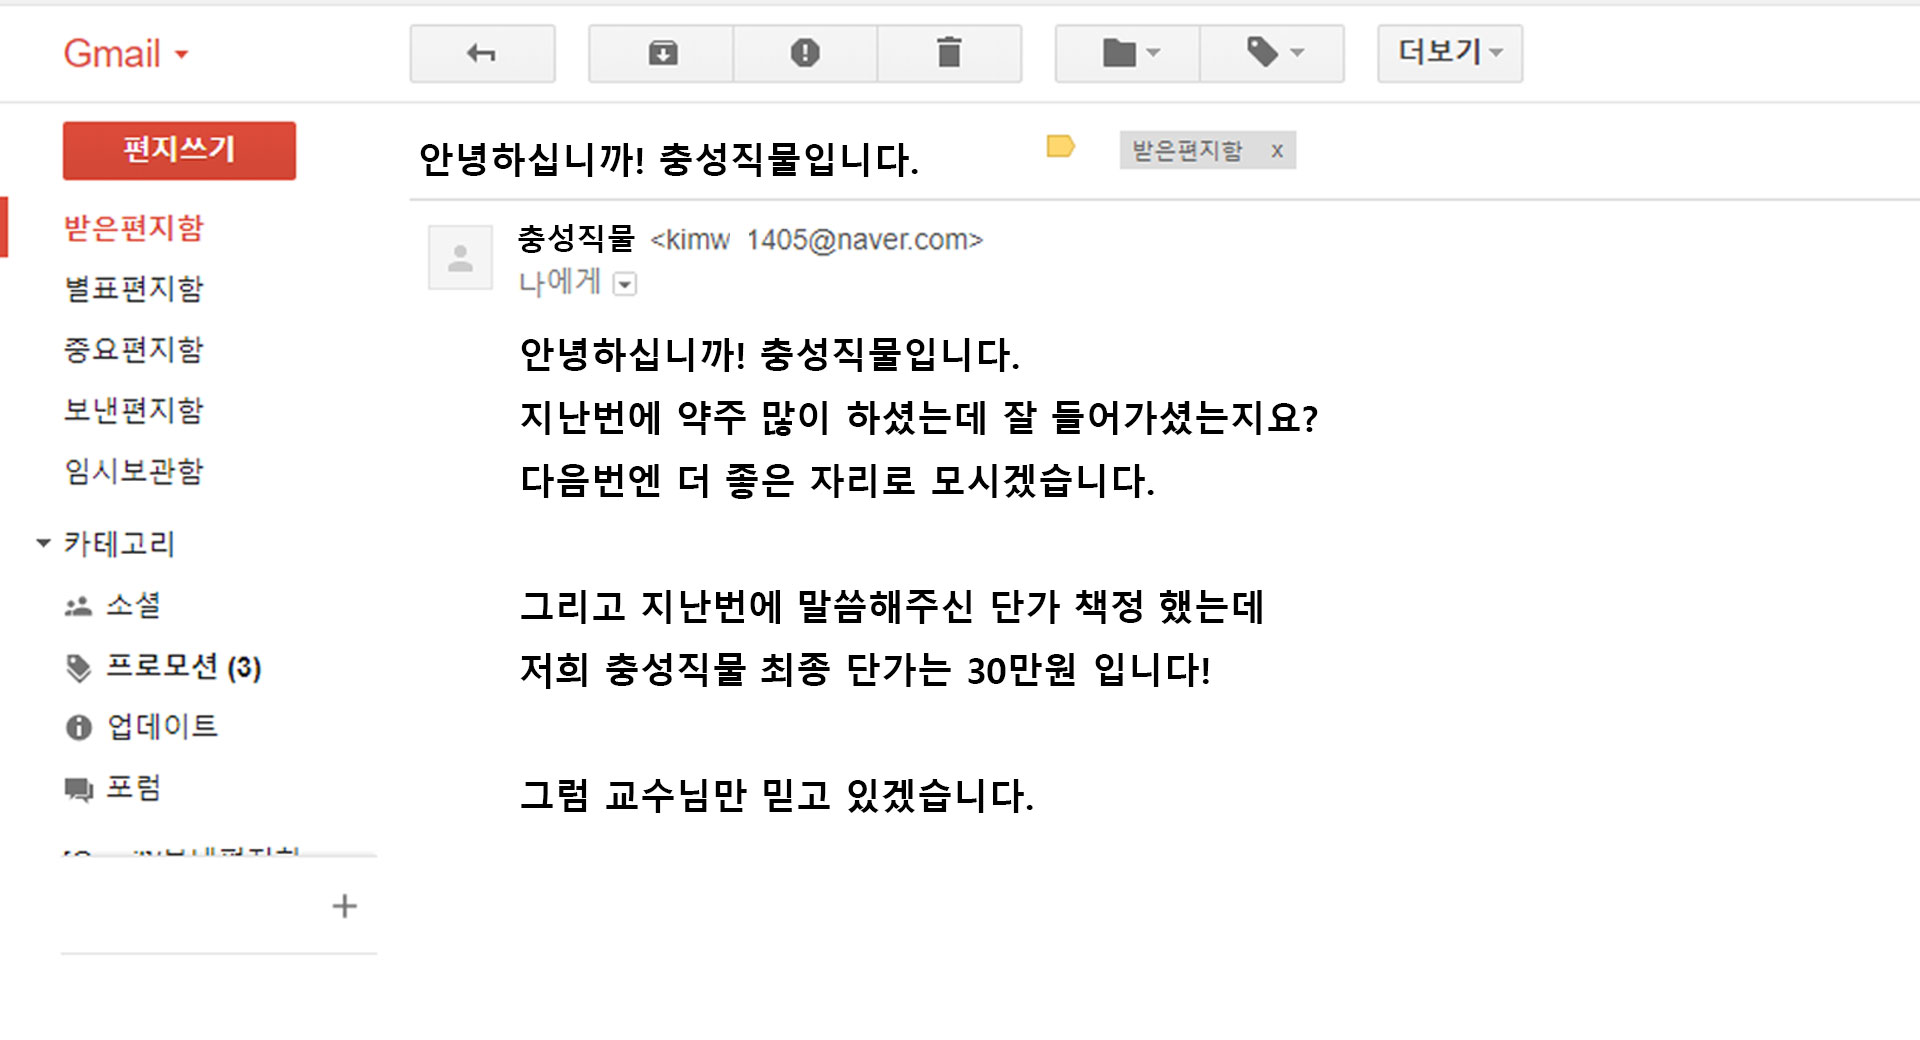 Gmail
더보기
편지쓰기
안녕하십니까! 충성직물입니다.
받은편지함 x
받은편지함
별표편지함
중요편지함
보낸편지함
임시보관함
카테고리
소셜
프로모션 (3)
업데이트
포럼
충성직물 <kimw 1405@naver.com>
나에게
안녕하십니까! 충성직물입니다.
지난번에 약주 많이 하셨는데 잘 들어가셨는지요?
다음번엔 더 좋은 자리로 모시겠습니다.
그리고 지난번에 말씀해주신 단가 책정 했는데
저희 충성직물 최종 단가는 30만원 입니다!
그럼 교수님만 믿고 있겠습니다.